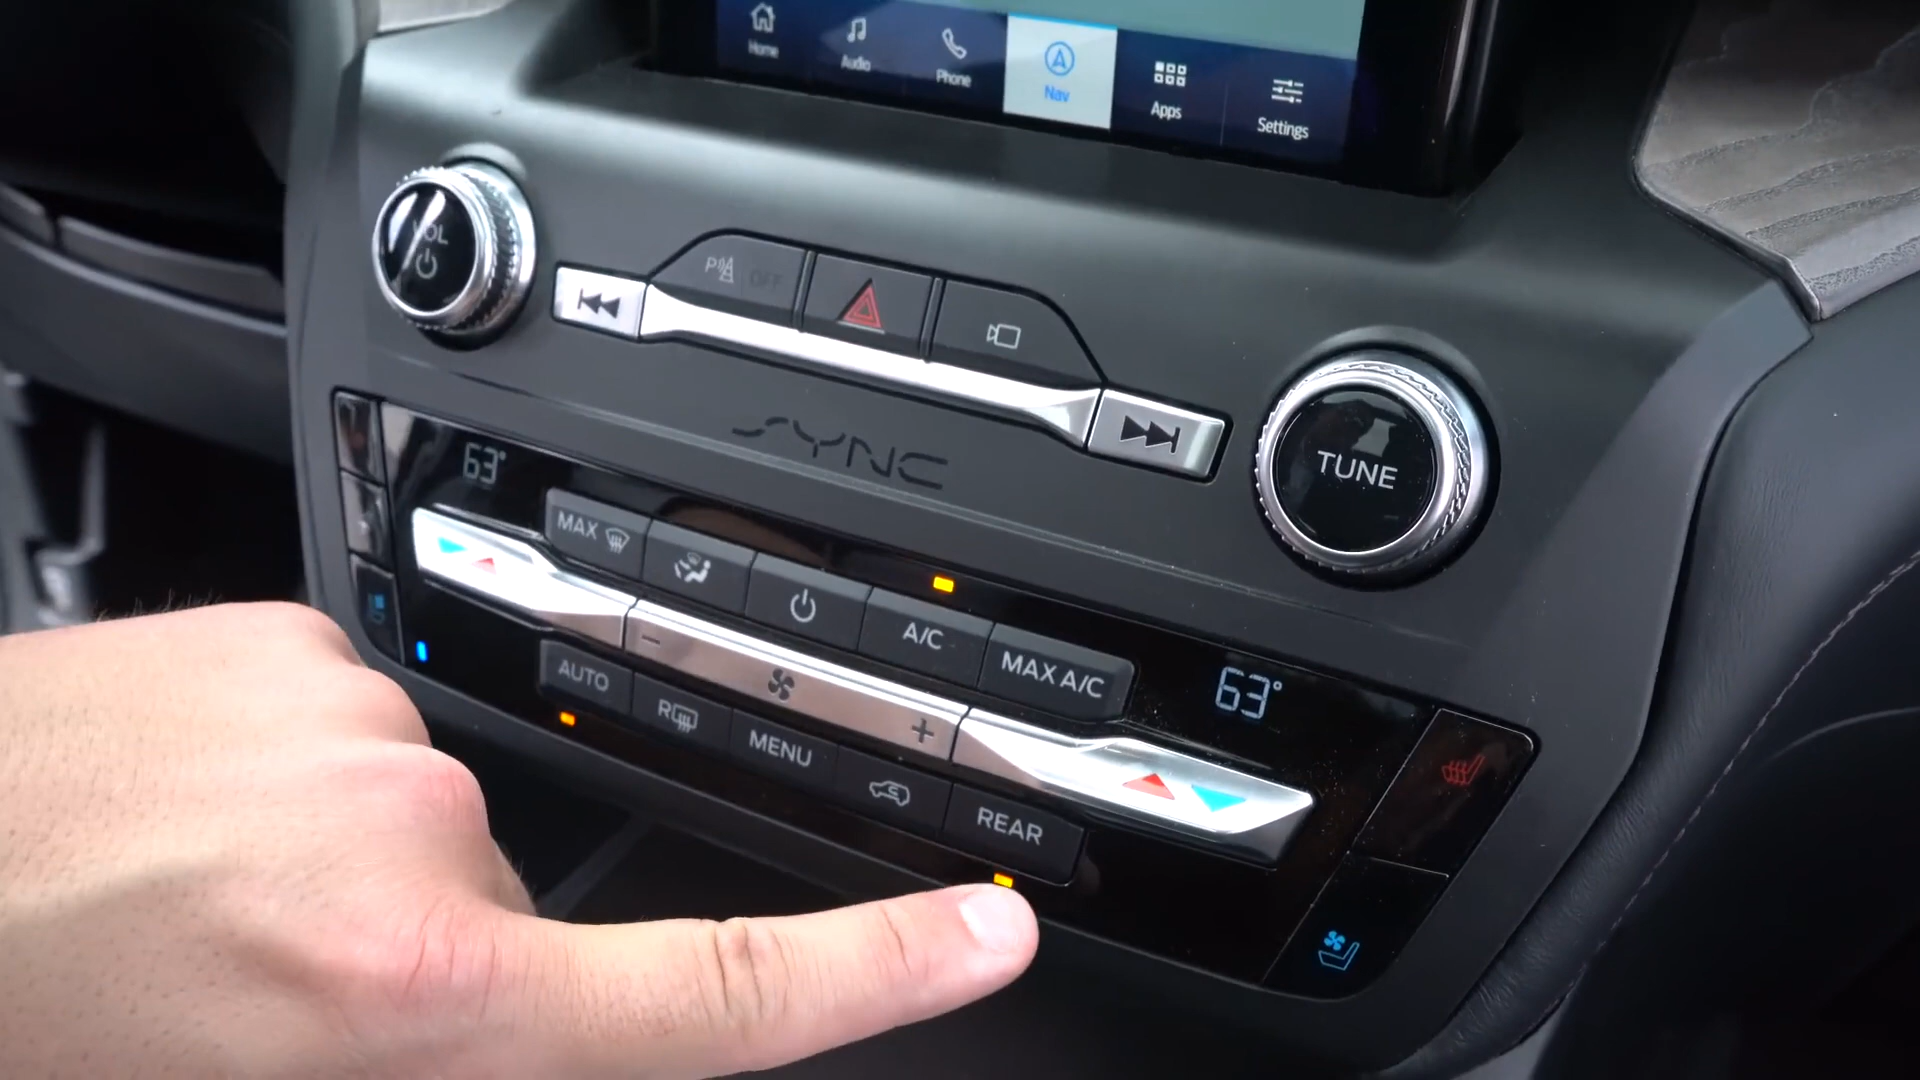 Home
Audio
Phone
Nav
Apps
Settings
VOL
P
OFF
SYNC
TUNE
63°
MAX
A/C
MAX A/C
63°
−
+
AUTO
R
MENU
REAR